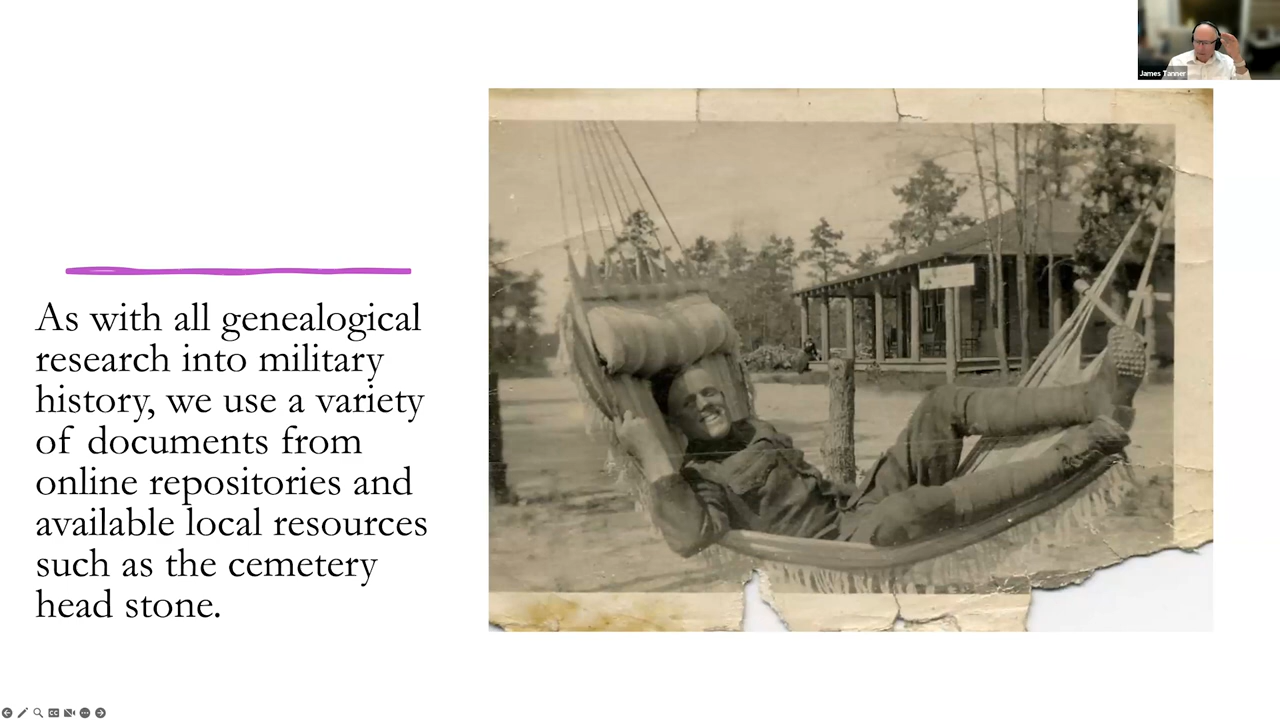 James Tanner
As with all genealogical
research into military
history, we use a variety
of documents from
online repositories and
available local resources
such as the cemetery
head stone.